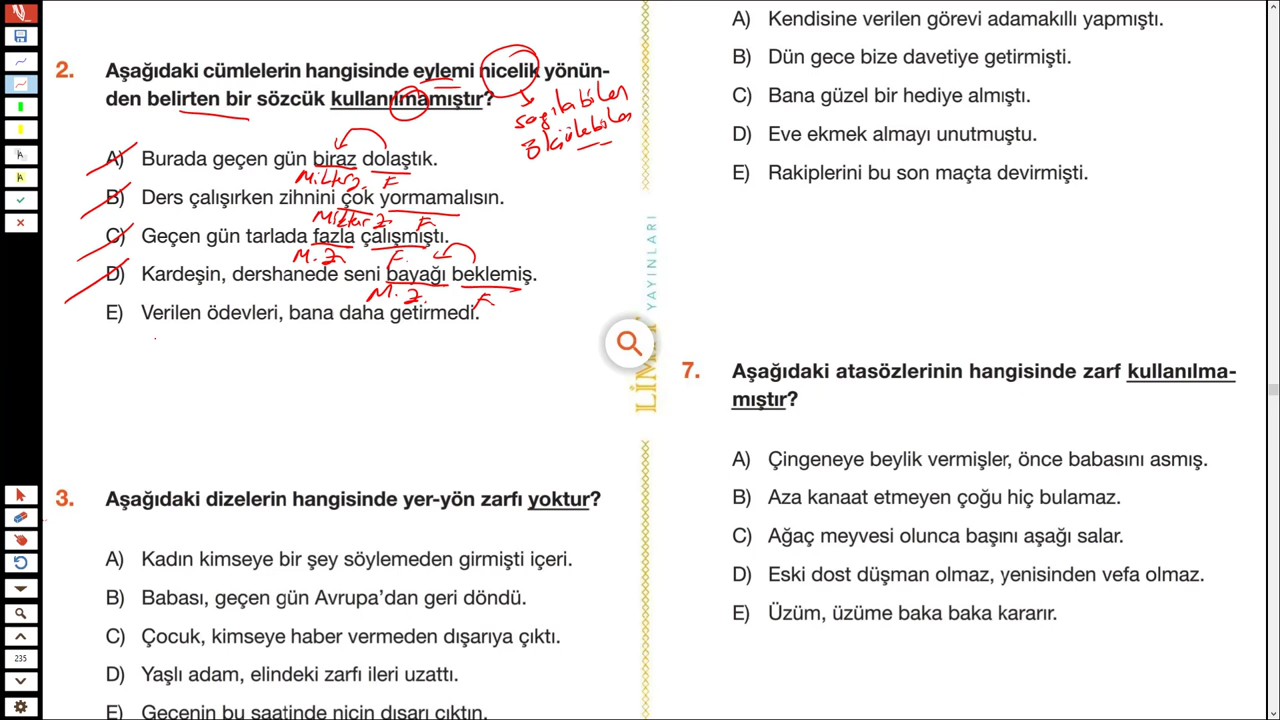 2. Aşağıdaki cümlelerin hangisinde eylemi nicelik yönün-
den belirten bir sözcük kullanılmamıştır?
sayılabilen
ölçülebilen
A) Burada geçen gün biraz dolaştık.
Miktar z. F
B) Ders çalışırken zihnini çok yormamalısın.
Miktar z F
C) Geçen gün tarlada fazla çalışmıştı.
M. Z. F.
D) Kardeşin, dershanede seni bayağı beklemiş.
M. Z. F
E) Verilen ödevleri, bana daha getirmedi.
3. Aşağıdaki dizelerin hangisinde yer-yön zarfı yoktur?
A) Kadın kimseye bir şey söylemeden girmişti içeri.
B) Babası, geçen gün Avrupa’dan geri döndü.
C) Çocuk, kimseye haber vermeden dışarıya çıktı.
D) Yaşlı adam, elindeki zarfı ileri uzattı.
E) Gecenin bu saatinde niçin dışarı çıktın.
YAYINLARI
A) Kendisine verilen görevi adamakıllı yapmıştı.
B) Dün gece bize davetiye getirmişti.
C) Bana güzel bir hediye almıştı.
D) Eve ekmek almayı unutmuştu.
E) Rakiplerini bu son maçta devirmişti.
7. Aşağıdaki atasözlerinin hangisinde zarf kullanılma-
mıştır?
A) Çingeneye beylik vermişler, önce babasını asmış.
B) Aza kanaat etmeyen çoğu hiç bulamaz.
C) Ağaç meyvesi olunca başını aşağı salar.
D) Eski dost düşman olmaz, yenisinden vefa olmaz.
E) Üzüm, üzüme baka baka kararır.
235